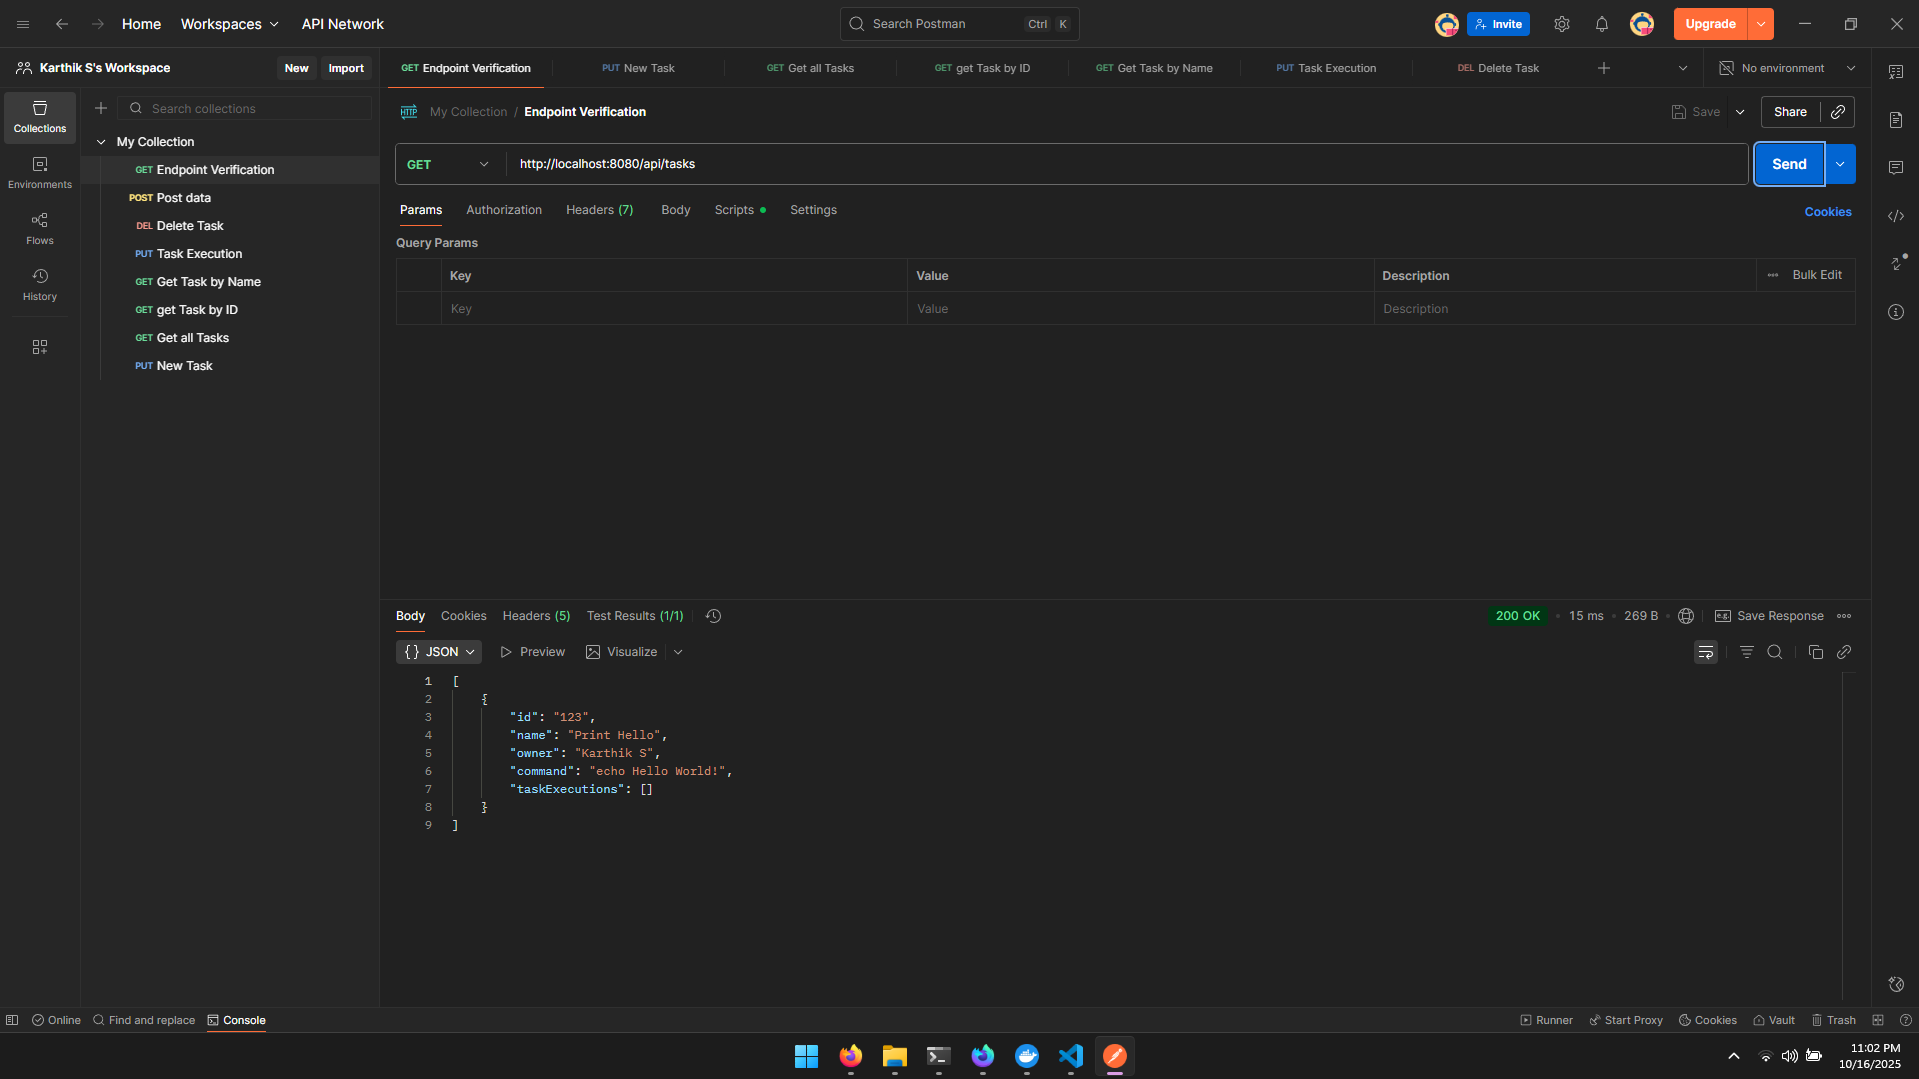 Home Workspaces API Network Search Postman Ctrl K Invite Upgrade
Karthik S's Workspace New Import
GET Endpoint Verification PUT New Task GET Get all Tasks GET get Task by ID GET Get Task by Name PUT Task Execution DEL Delete Task No environment
Collections
Environments
Flows
History
Search collections
My Collection
GET Endpoint Verification
POST Post data
DEL Delete Task
PUT Task Execution
GET Get Task by Name
GET get Task by ID
GET Get all Tasks
PUT New Task
HTTP My Collection / Endpoint Verification Save Share
GET http://localhost:8080/api/tasks Send
Params Authorization Headers (7) Body Scripts Settings Cookies
Query Params
Key Value Description Bulk Edit
Key Value Description
Body Cookies Headers (5) Test Results (1/1) 200 OK 15 ms 269 B e.g. Save Response
{} JSON Preview Visualize
1 [
2 {
3 "id": "123",
4 "name": "Print Hello",
5 "owner": "Karthik S",
6 "command": "echo Hello World!",
7 "taskExecutions": []
8 }
9 ]
Online Find and replace Console Runner Start Proxy Cookies Vault Trash
11:02 PM
10/16/2025